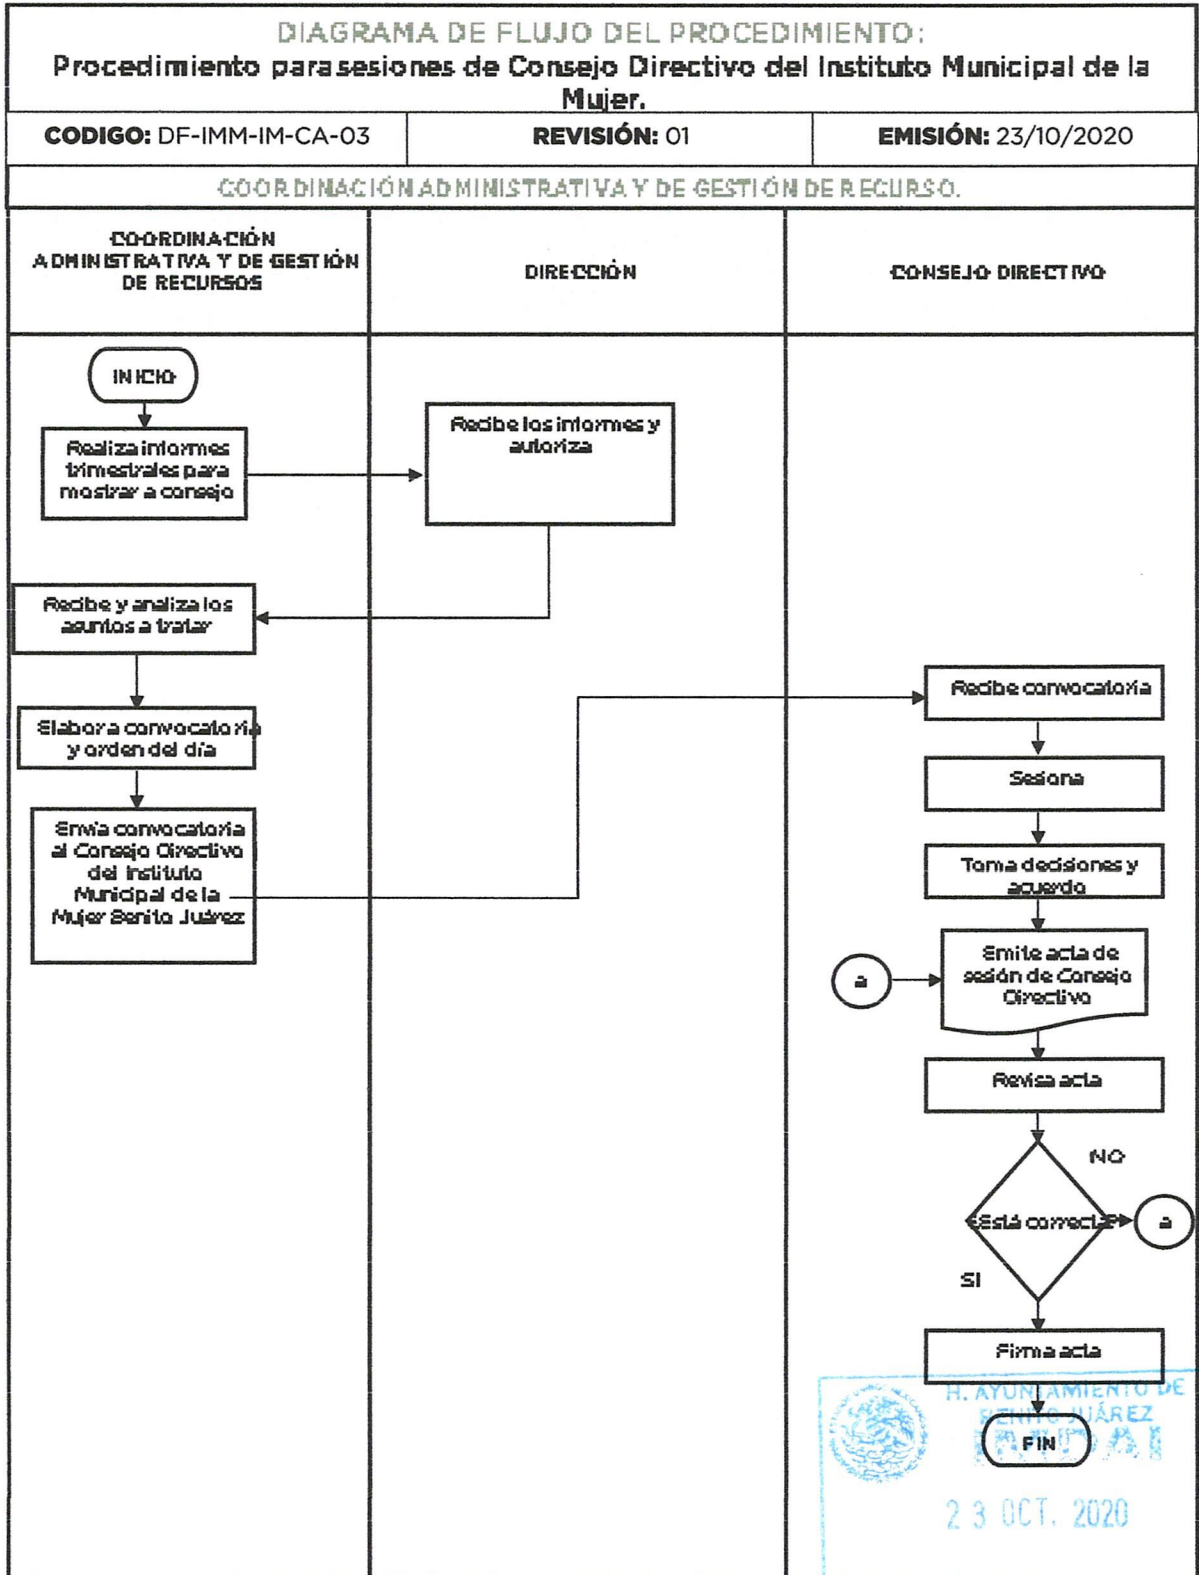 DIAGRAMA DE FLUJO DEL PROCEDIMIENTO:
Procedimiento para sesiones de Consejo Directivo del Instituto Municipal de la
Mujer.
CODIGO: DF-IMM-IM-CA-03
REVISIÓN: 01
EMISIÓN: 23/10/2020
COORDINACIÓN ADMINISTRATIVA Y DE GESTIÓN DE RECURSO.
COORDINACIÓN
ADMINISTRATIVA Y DE GESTIÓN
DE RECURSOS
DIRECCIÓN
CONSEJO DIRECTIVO
INICIO
Realiza informes
trimestrales para
mostrar a consejo
Recibe los informes y
autoriza
Recibe y analiza los
asuntos a tratar
Elabora convocatoria
y orden del día
Envía convocatoria
al Consejo Directivo
del Instituto
Municipal de la
Mujer Benito Juárez
Recibe convocatoria
Sesiona
Toma decisiones y
acuerdo
a
Emite acta de
sesión de Consejo
Directivo
Revisa acta
NO
¿Está correcta?
a
SI
Firma acta
H. AYUNTAMIENTO DE
BENITO JUÁREZ
FIN
23 OCT. 2020